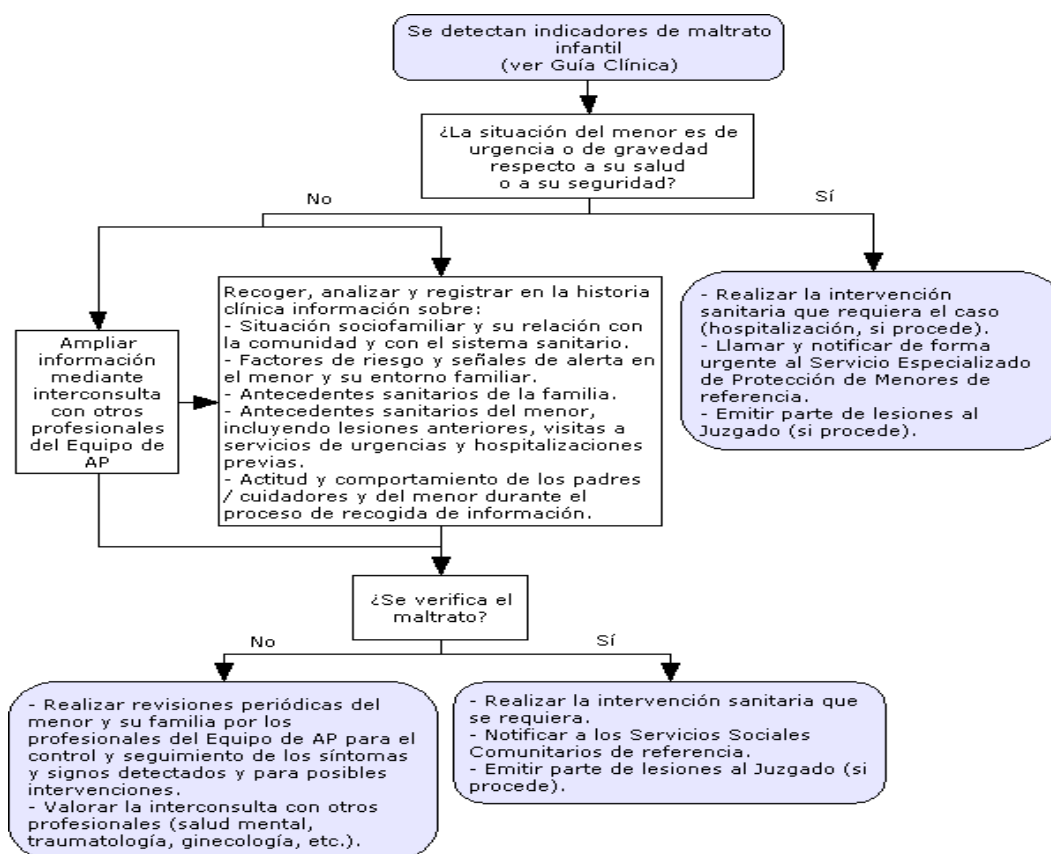 Se detectan indicadores de maltrato
infantil
(ver Guía Clínica)
¿La situación del menor es de
urgencia o de gravedad
respecto a su salud
o a su seguridad?
No
Sí
Ampliar
información
mediante
interconsulta
con otros
profesionales
del Equipo de
AP
Recoger, analizar y registrar en la historia
clínica información sobre:
- Situación sociofamiliar y su relación con
la comunidad y con el sistema sanitario.
- Factores de riesgo y señales de alerta en
el menor y su entorno familiar.
- Antecedentes sanitarios de la familia.
- Antecedentes sanitarios del menor,
incluyendo lesiones anteriores, visitas a
a servicios de urgencias y hospitalizaciones
previas.
- Actitud y comportamiento de los padres
/ cuidadores y del menor durante el
proceso de recogida de información.
- Realizar la intervención
sanitaria que requiera el caso
(hospitalización, si procede).
- Llamar y notificar de forma
urgente al Servicio Especializado
de Protección de Menores de
referencia.
- Emitir parte de lesiones al
Juzgado (si procede).
¿Se verifica el
maltrato?
No
Sí
- Realizar revisiones periódicas del
menor y su familia por los
profesionales del Equipo de AP para el
control y seguimiento de los síntomas
y signos detectados y para posibles
intervenciones.
- Valorar la interconsulta con otros
profesionales (salud mental,
traumatología, ginecología, etc.).
- Realizar la intervención sanitaria que
se requiera.
- Notificar a los Servicios Sociales
Comunitarios de referencia.
- Emitir parte de lesiones al Juzgado (si
procede).